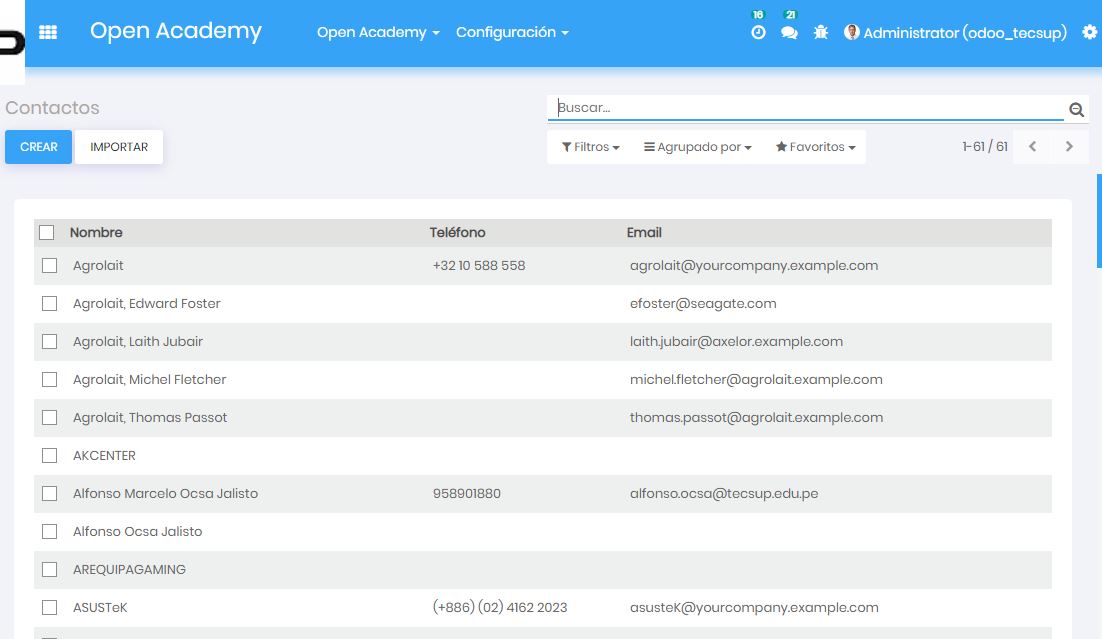 16 21
Open Academy Open Academy Configuración Administrator (odoo_tecsup)
Contactos Buscar...
CREAR IMPORTAR Filtros Agrupado por Favoritos 1-61 / 61
Nombre Teléfono Email
Agrolait +32 10 588 558 agrolait@yourcompany.example.com
Agrolait, Edward Foster efoster@seagate.com
Agrolait, Laith Jubair laith.jubair@axelor.example.com
Agrolait, Michel Fletcher michel.fletcher@agrolait.example.com
Agrolait, Thomas Passot thomas.passot@agrolait.example.com
AKCENTER
Alfonso Marcelo Ocsa Jalisto 958901880 alfonso.ocsa@tecsup.edu.pe
Alfonso Ocsa Jalisto
AREQUIPAGAMING
ASUSTeK (+886) (02) 4162 2023 asusteK@yourcompany.example.com